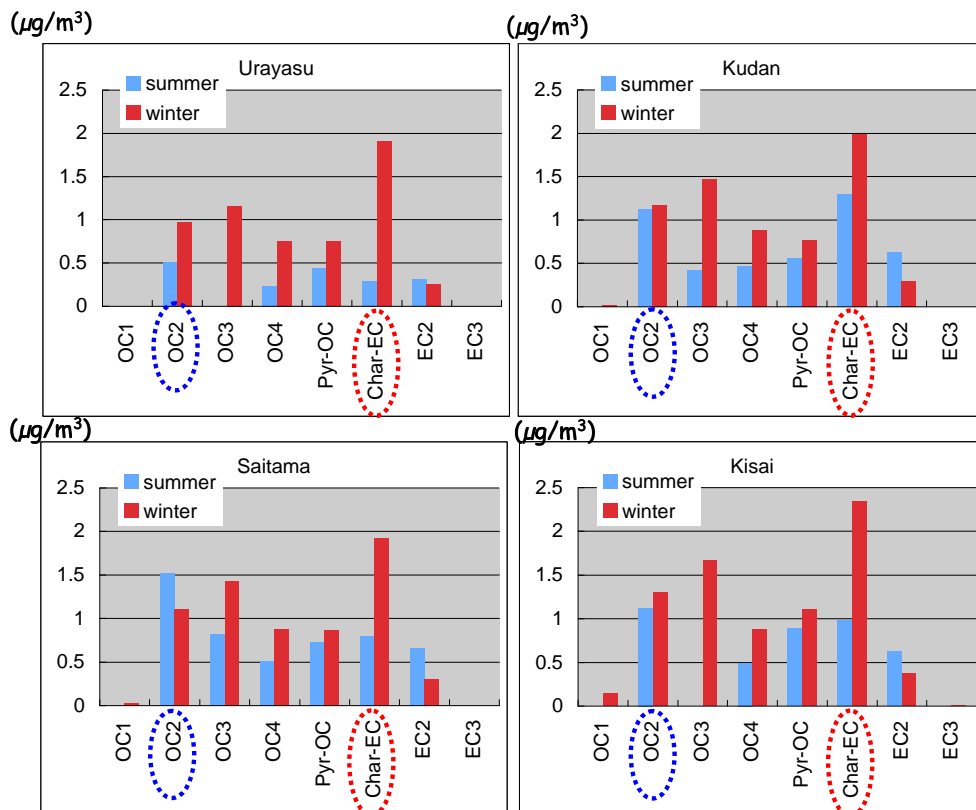 (μg/m³)
Urayasu
summer
winter
2.5
2
1.5
1
0.5
0
OC1
OC2
OC3
OC4
Pyr-OC
Char-EC
EC2
EC3
(μg/m³)
Kudan
summer
winter
2.5
2
1.5
1
0.5
0
OC1
OC2
OC3
OC4
Pyr-OC
Char-EC
EC2
EC3
(μg/m³)
Saitama
summer
winter
2.5
2
1.5
1
0.5
0
OC1
OC2
OC3
OC4
Pyr-OC
Char-EC
EC2
EC3
(μg/m³)
Kisai
summer
winter
2.5
2
1.5
1
0.5
0
OC1
OC2
OC3
OC4
Pyr-OC
Char-EC
EC2
EC3